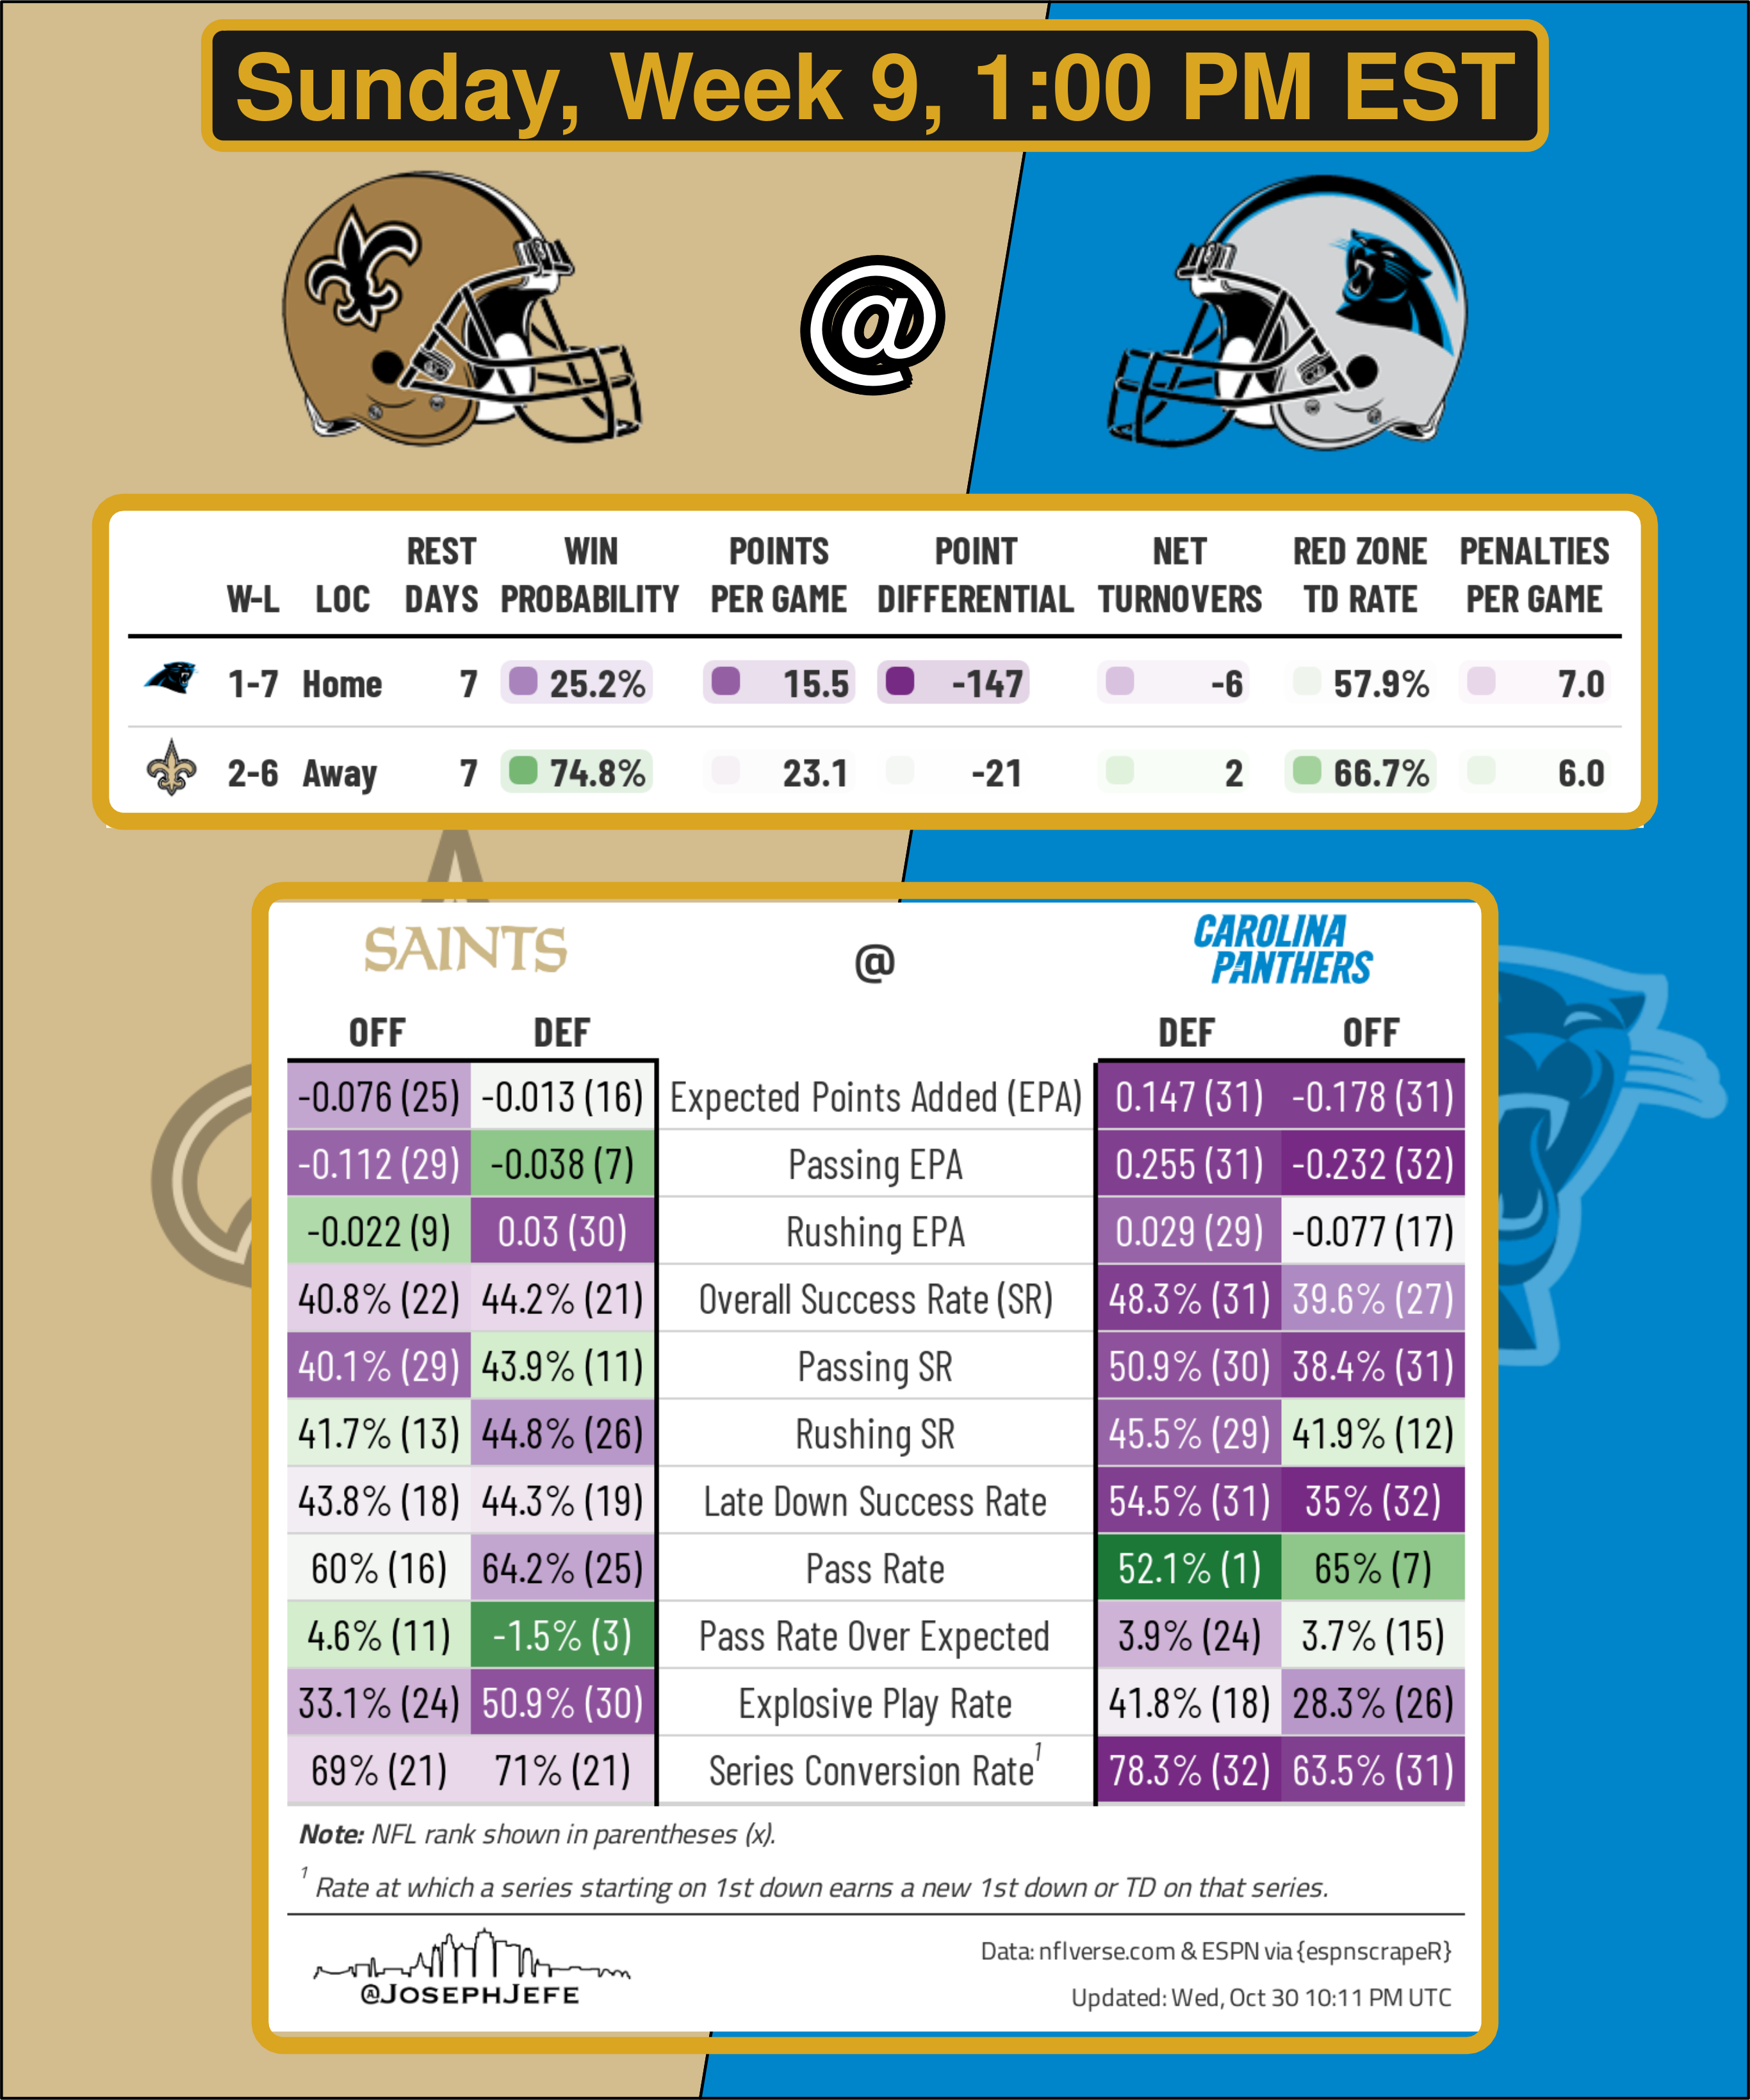 Sunday, Week 9, 1:00 PM EST
@
W-L LOC REST DAYS WIN PROBABILITY POINTS PER GAME POINT DIFFERENTIAL NET TURNOVERS RED ZONE TD RATE PENALTIES PER GAME
1-7 Home 7 25.2% 15.5 -147 -6 57.9% 7.0
2-6 Away 7 74.8% 23.1 -21 2 66.7% 6.0
SAINTS @ CAROLINA PANTHERS
OFF DEF DEF OFF
-0.076 (25) -0.013 (16) Expected Points Added (EPA) 0.147 (31) -0.178 (31)
-0.112 (29) -0.038 (7) Passing EPA 0.255 (31) -0.232 (32)
-0.022 (9) 0.03 (30) Rushing EPA 0.029 (29) -0.077 (17)
40.8% (22) 44.2% (21) Overall Success Rate (SR) 48.3% (31) 39.6% (27)
40.1% (29) 43.9% (11) Passing SR 50.9% (30) 38.4% (31)
41.7% (13) 44.8% (26) Rushing SR 45.5% (29) 41.9% (12)
43.8% (18) 44.3% (19) Late Down Success Rate 54.5% (31) 35% (32)
60% (16) 64.2% (25) Pass Rate 52.1% (1) 65% (7)
4.6% (11) -1.5% (3) Pass Rate Over Expected 3.9% (24) 3.7% (15)
33.1% (24) 50.9% (30) Explosive Play Rate 41.8% (18) 28.3% (26)
69% (21) 71% (21) Series Conversion Rate¹ 78.3% (32) 63.5% (31)
Note: NFL rank shown in parentheses (x).
¹ Rate at which a series starting on 1st down earns a new 1st down or TD on that series.
@JOSEPHJEFE
Data: nflverse.com & ESPN via {espnscrapeR}
Updated: Wed, Oct 30 10:11 PM UTC